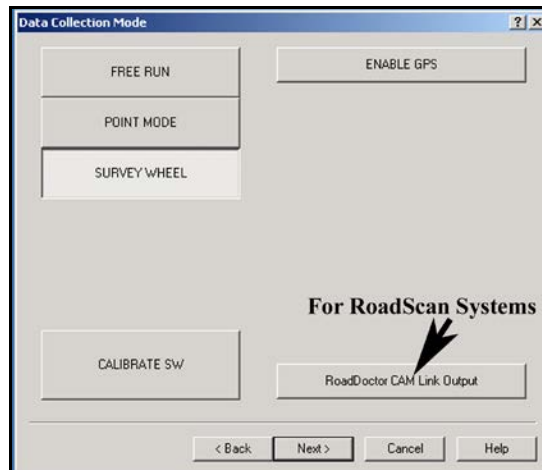 Data Collection Mode
FREE RUN
ENABLE GPS
POINT MODE
SURVEY WHEEL
For RoadScan Systems
CALIBRATE SW
RoadDoctor CAM Link Output
< Back
Next >
Cancel
Help